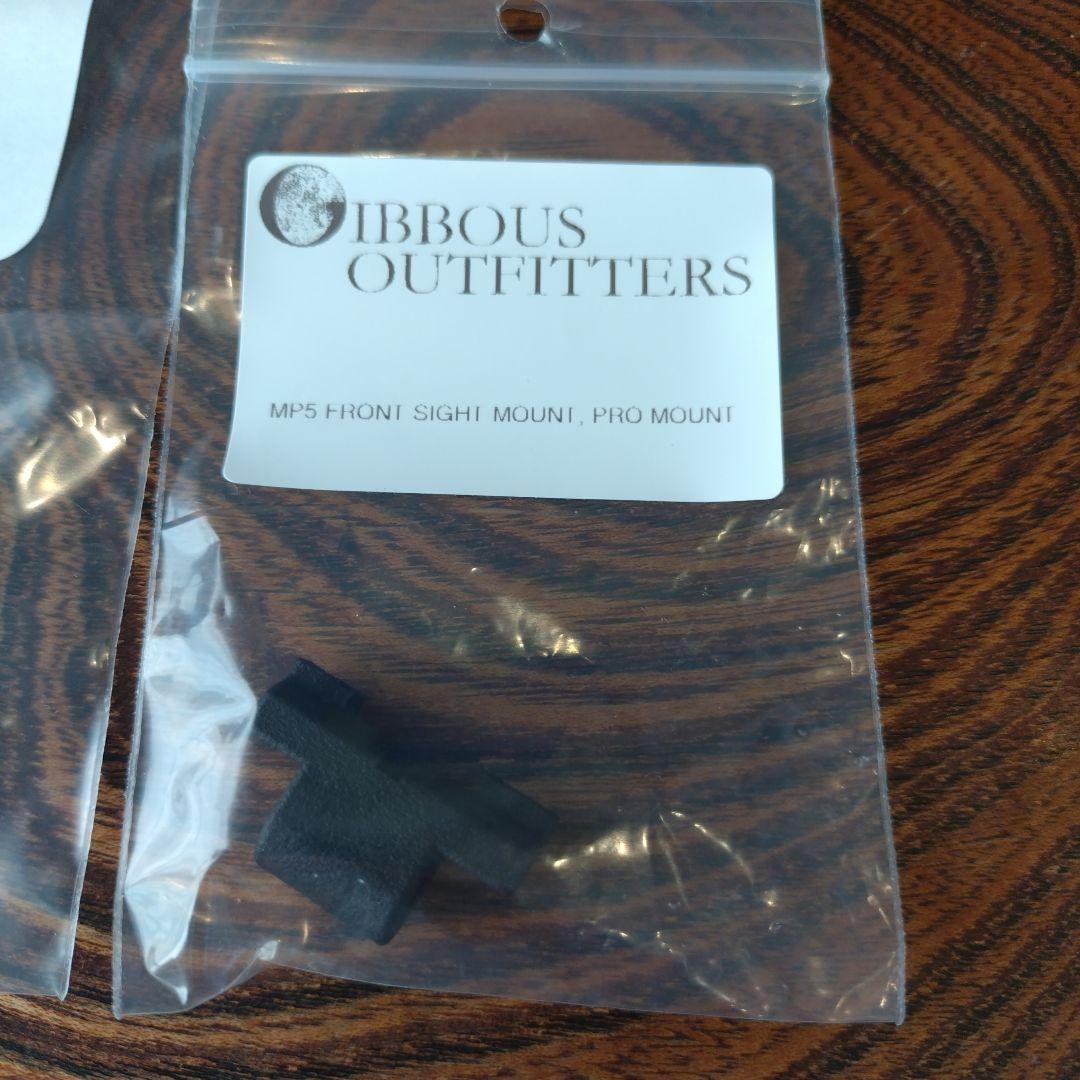 GIBBOUS
OUTFITTERS
MP5 FRONT SIGHT MOUNT, PRO MOUNT